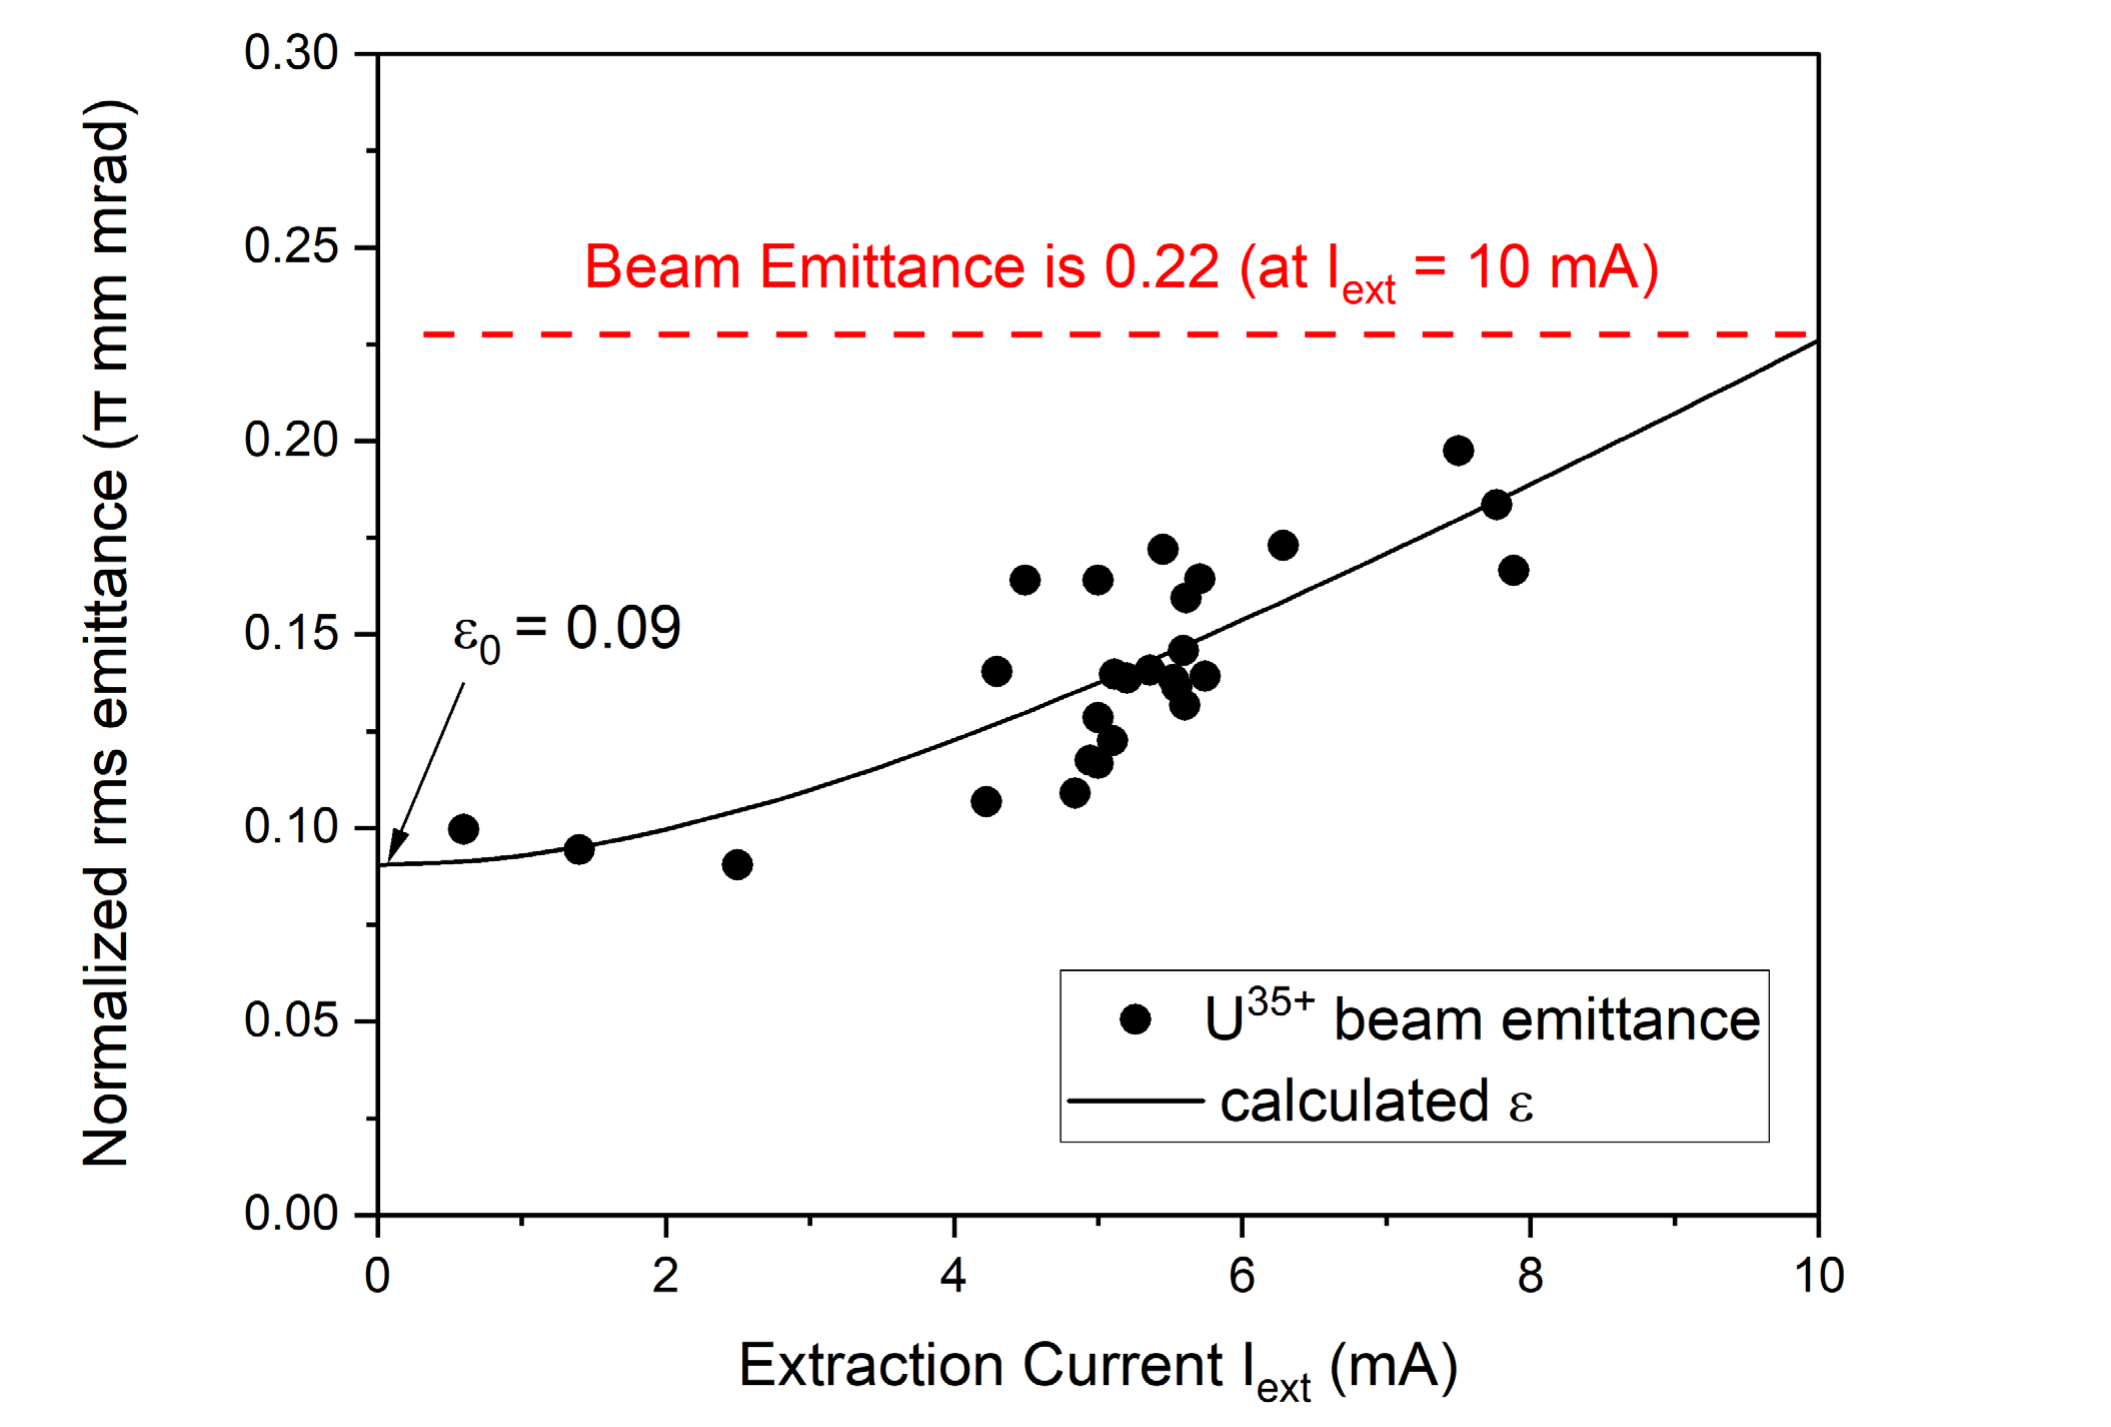 Normalized rms emittance (π mm mrad)
0.30
0.25
0.20
0.15
0.10
0.05
0.00
Beam Emittance is 0.22 (at Iext = 10 mA)
ε0 = 0.09
U35+ beam emittance
calculated ε
0 2 4 6 8 10
Extraction Current Iext (mA)